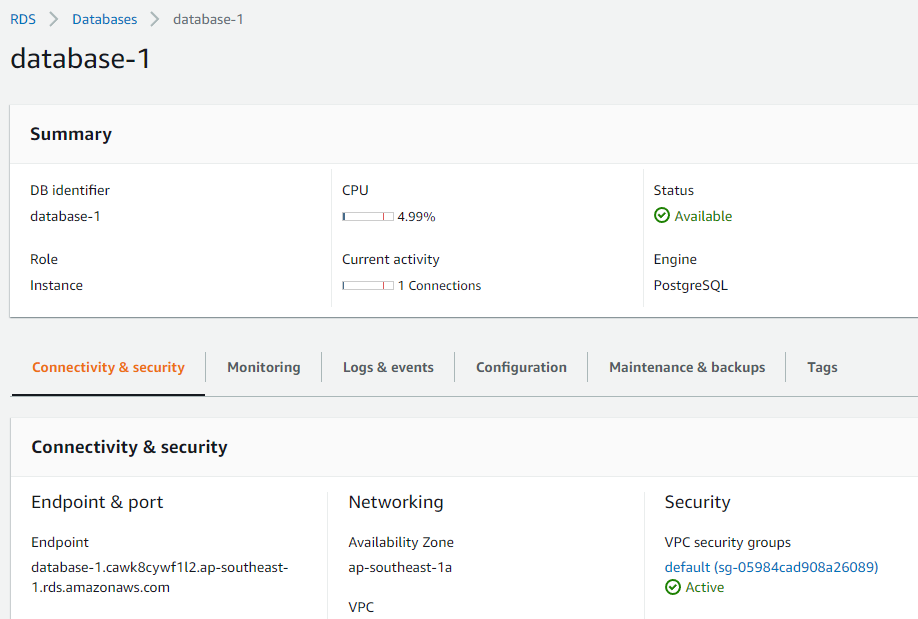 RDS > Databases > database-1
database-1
Summary
DB identifier
database-1
CPU
4.99%
Status
Available
Role
Instance
Current activity
1 Connections
Engine
PostgreSQL
Connectivity & security
Monitoring
Logs & events
Configuration
Maintenance & backups
Tags
Connectivity & security
Endpoint & port
Endpoint
database-1.cawk8cywf1l2.ap-southeast-
1.rds.amazonaws.com
Networking
Availability Zone
ap-southeast-1a
VPC
Security
VPC security groups
default (sg-05984cad908a26089)
Active